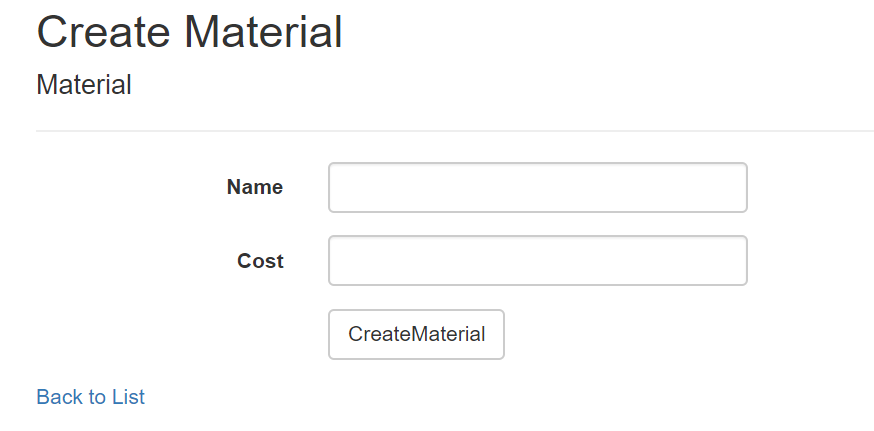 Create Material
Material
Name
Cost
CreateMaterial
Back to List